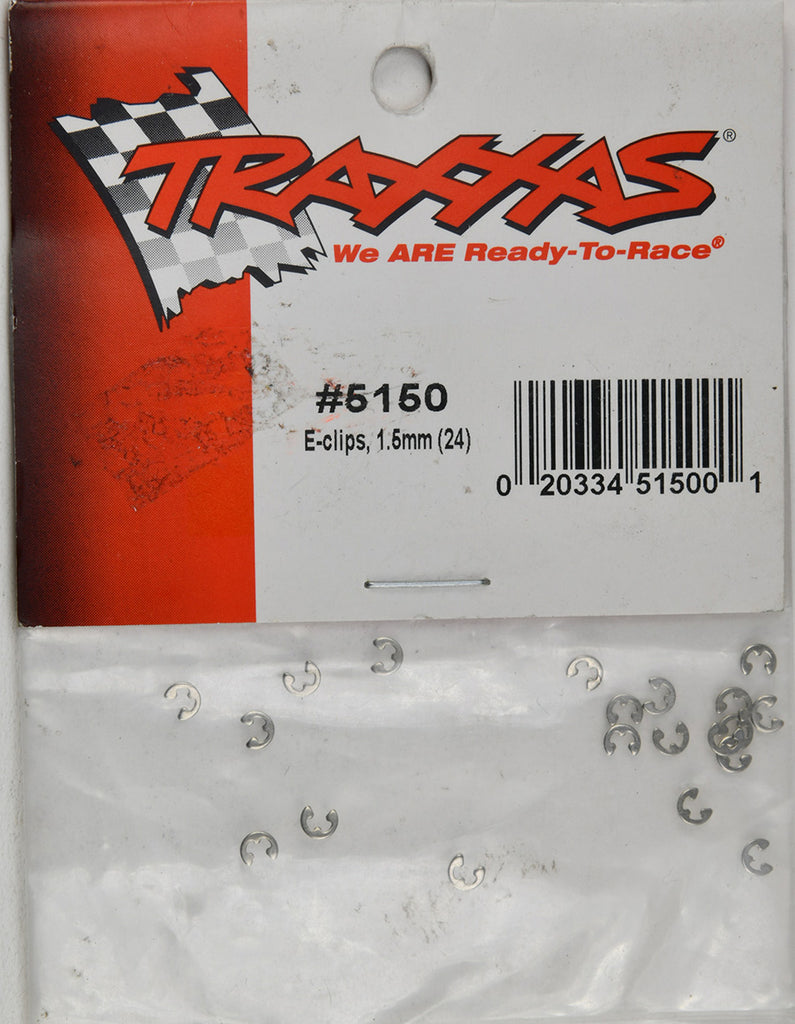 TRAXXAS®
We ARE Ready-To-Race®
#5150
E-clips, 1.5mm (24)
0 20334 51500 1